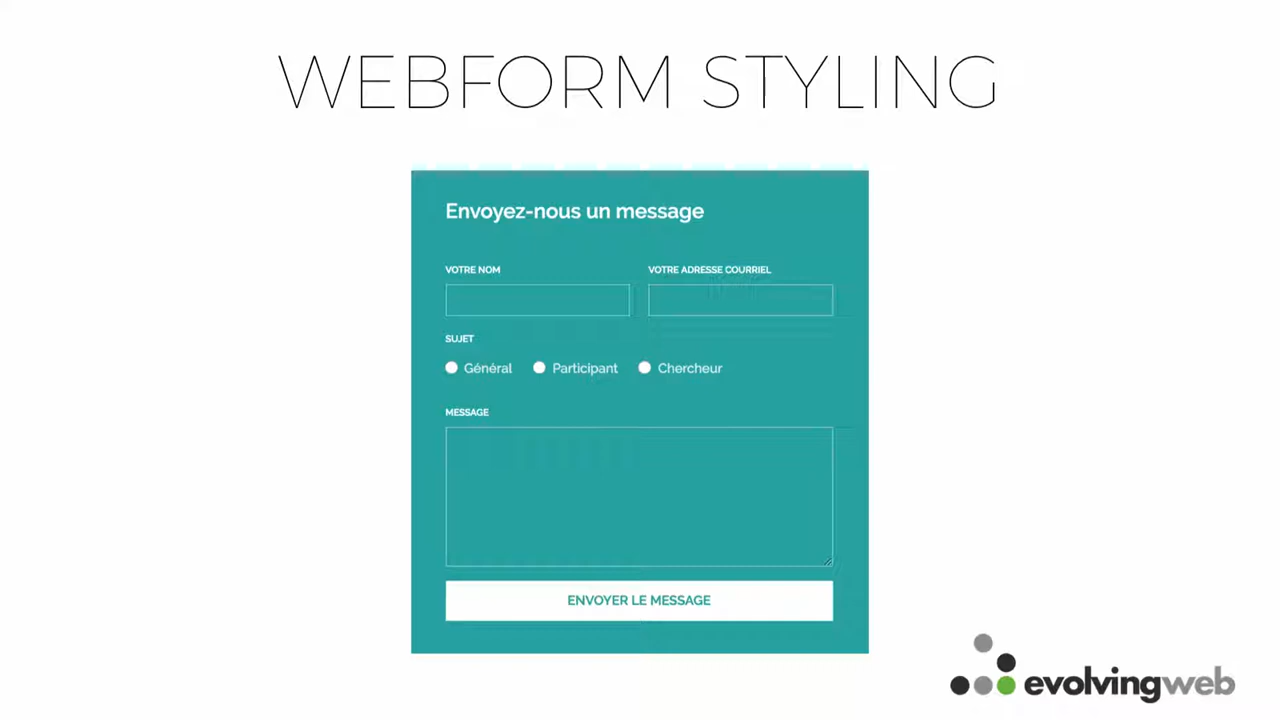 WEBFORM STYLING
Envoyez-nous un message
VOTRE NOM VOTRE ADRESSE COURRIEL
SUJET
Général Participant Chercheur
MESSAGE
ENVOYER LE MESSAGE
evolvingweb